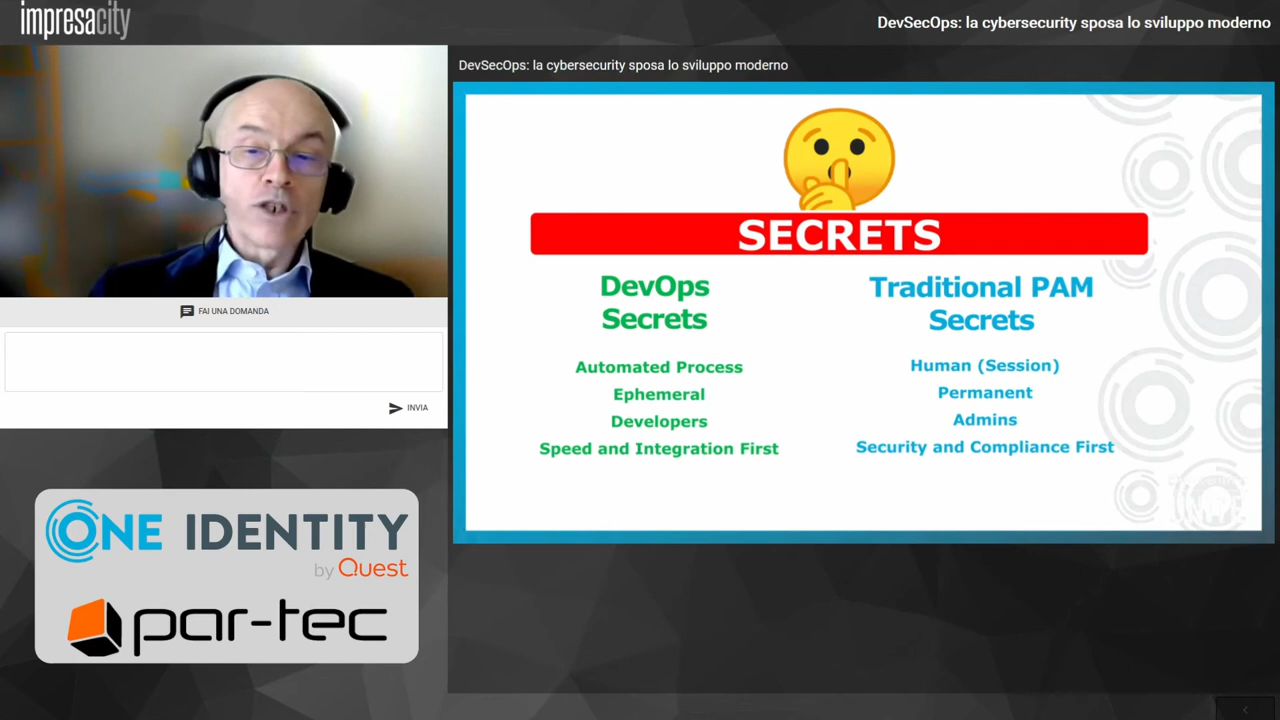 impresacity
DevSecOps: la cybersecurity sposa lo sviluppo moderno
DevSecOps: la cybersecurity sposa lo sviluppo moderno
SECRETS
DevOps
Secrets
Automated Process
Ephemeral
Developers
Speed and Integration First
Traditional PAM
Secrets
Human (Session)
Permanent
Admins
Security and Compliance First
FAI UNA DOMANDA
INVIA
ONE IDENTITY
by Quest
par-tec